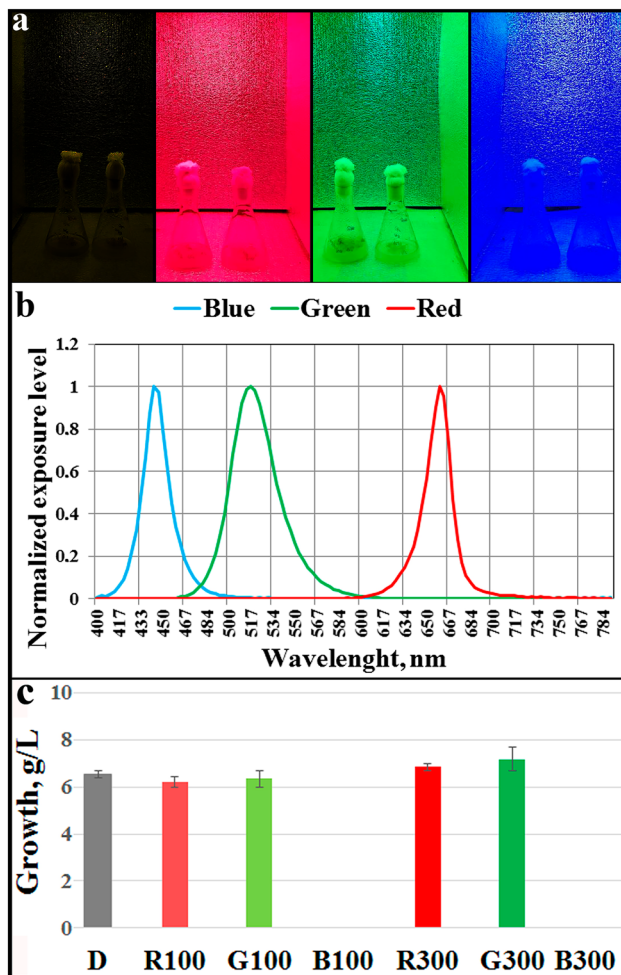 a
b
Blue Green Red
Normalized exposure level
1.2
1
0.8
0.6
0.4
0.2
0
400 417 433 450 467 484 500 517 534 550 567 584 600 617 634 650 667 684 700 717 734 750 767 784
Wavelenght, nm
c
Growth, g/L
10
8
6
4
2
0
D R100 G100 B100 R300 G300 B300